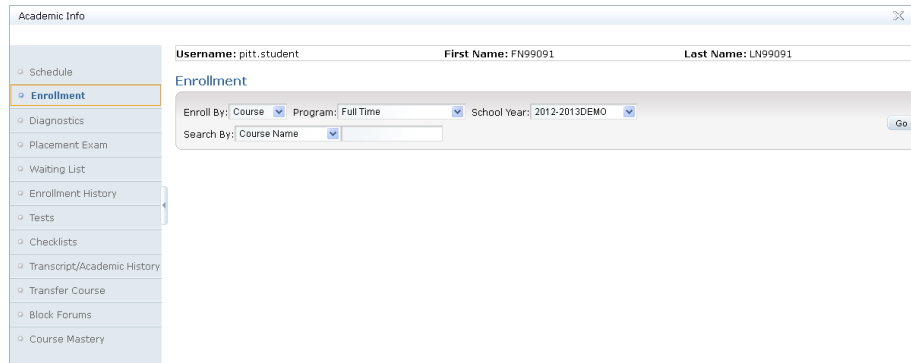 Academic Info
Username: pitt.student First Name: FN99091 Last Name: LN99091
Schedule
Enrollment
Diagnostics
Placement Exam
Waiting List
Enrollment History
Tests
Checklists
Transcript/Academic History
Transfer Course
Block Forums
Course Mastery
Enrollment
Enroll By: Course Program: Full Time School Year: 2012-2013DEMO
Search By: Course Name
Go